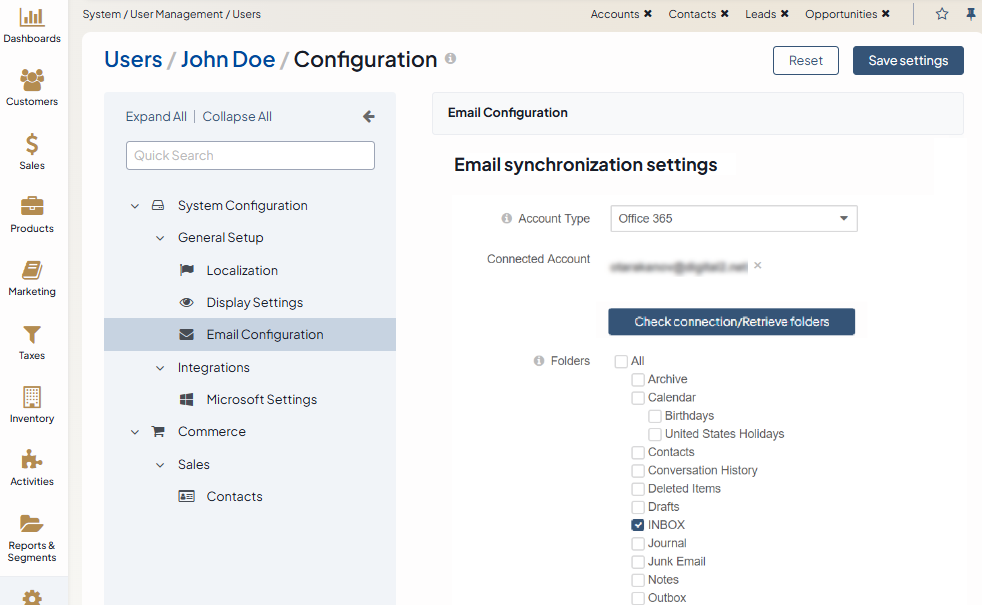 System / User Management / Users
Accounts ✖ Contacts ✖ Leads ✖ Opportunities ✖
Dashboards
Customers
Sales
Products
Marketing
Taxes
Inventory
Activities
Reports &
Segments
Users / John Doe / Configuration
Reset
Save settings
Expand All | Collapse All
Quick Search
System Configuration
General Setup
Localization
Display Settings
Email Configuration
Integrations
Microsoft Settings
Commerce
Sales
Contacts
Email Configuration
Email synchronization settings
Account Type Office 365
Connected Account
Check connection/Retrieve folders
Folders All
Archive
Calendar
Birthdays
United States Holidays
Contacts
Conversation History
Deleted Items
Drafts
INBOX
Journal
Junk Email
Notes
Outbox